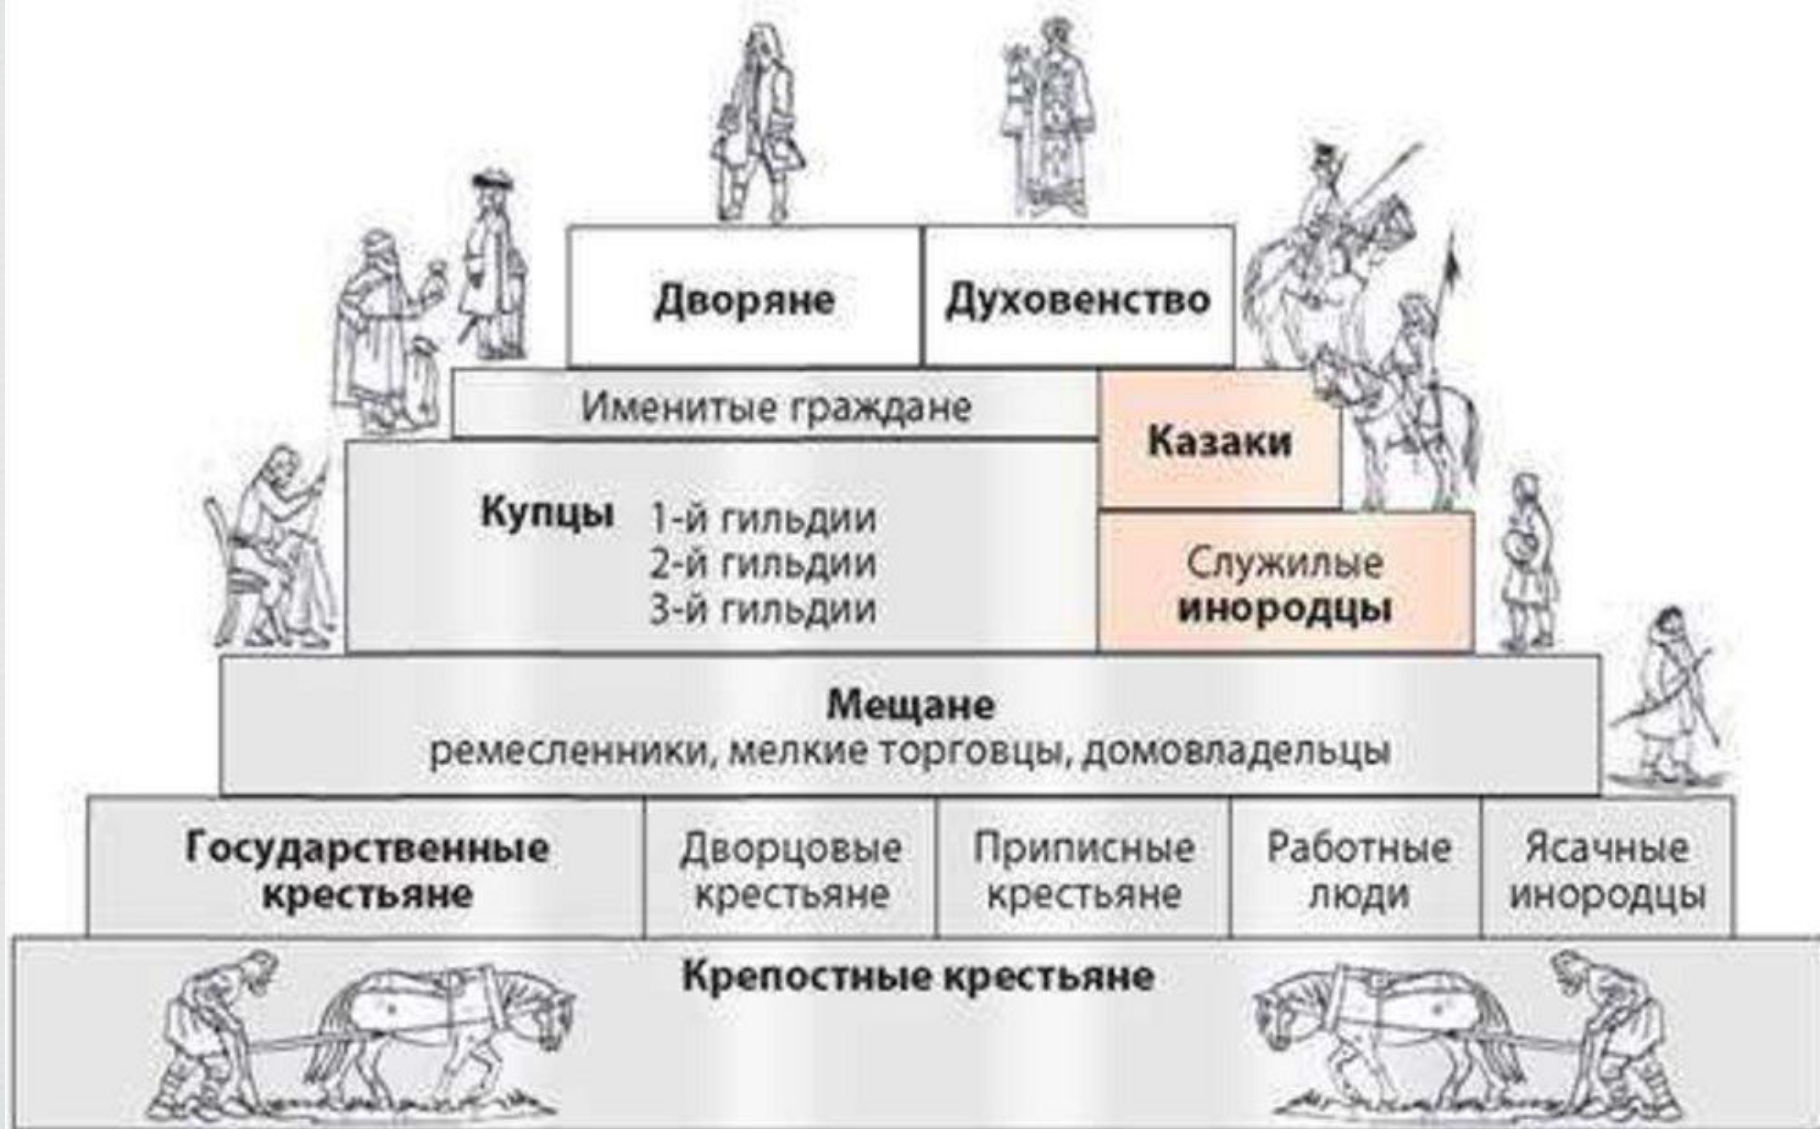 Дворяне
Духовенство
Именитые граждане
Казаки
Купцы 1-й гильдии
2-й гильдии
3-й гильдии
Служилые
инородцы
Мещане
ремесленники, мелкие торговцы, домовладельцы
Государственные
крестьяне
Дворцовые
крестьяне
Приписные
крестьяне
Работные
люди
Ясачные
инородцы
Крепостные крестьяне